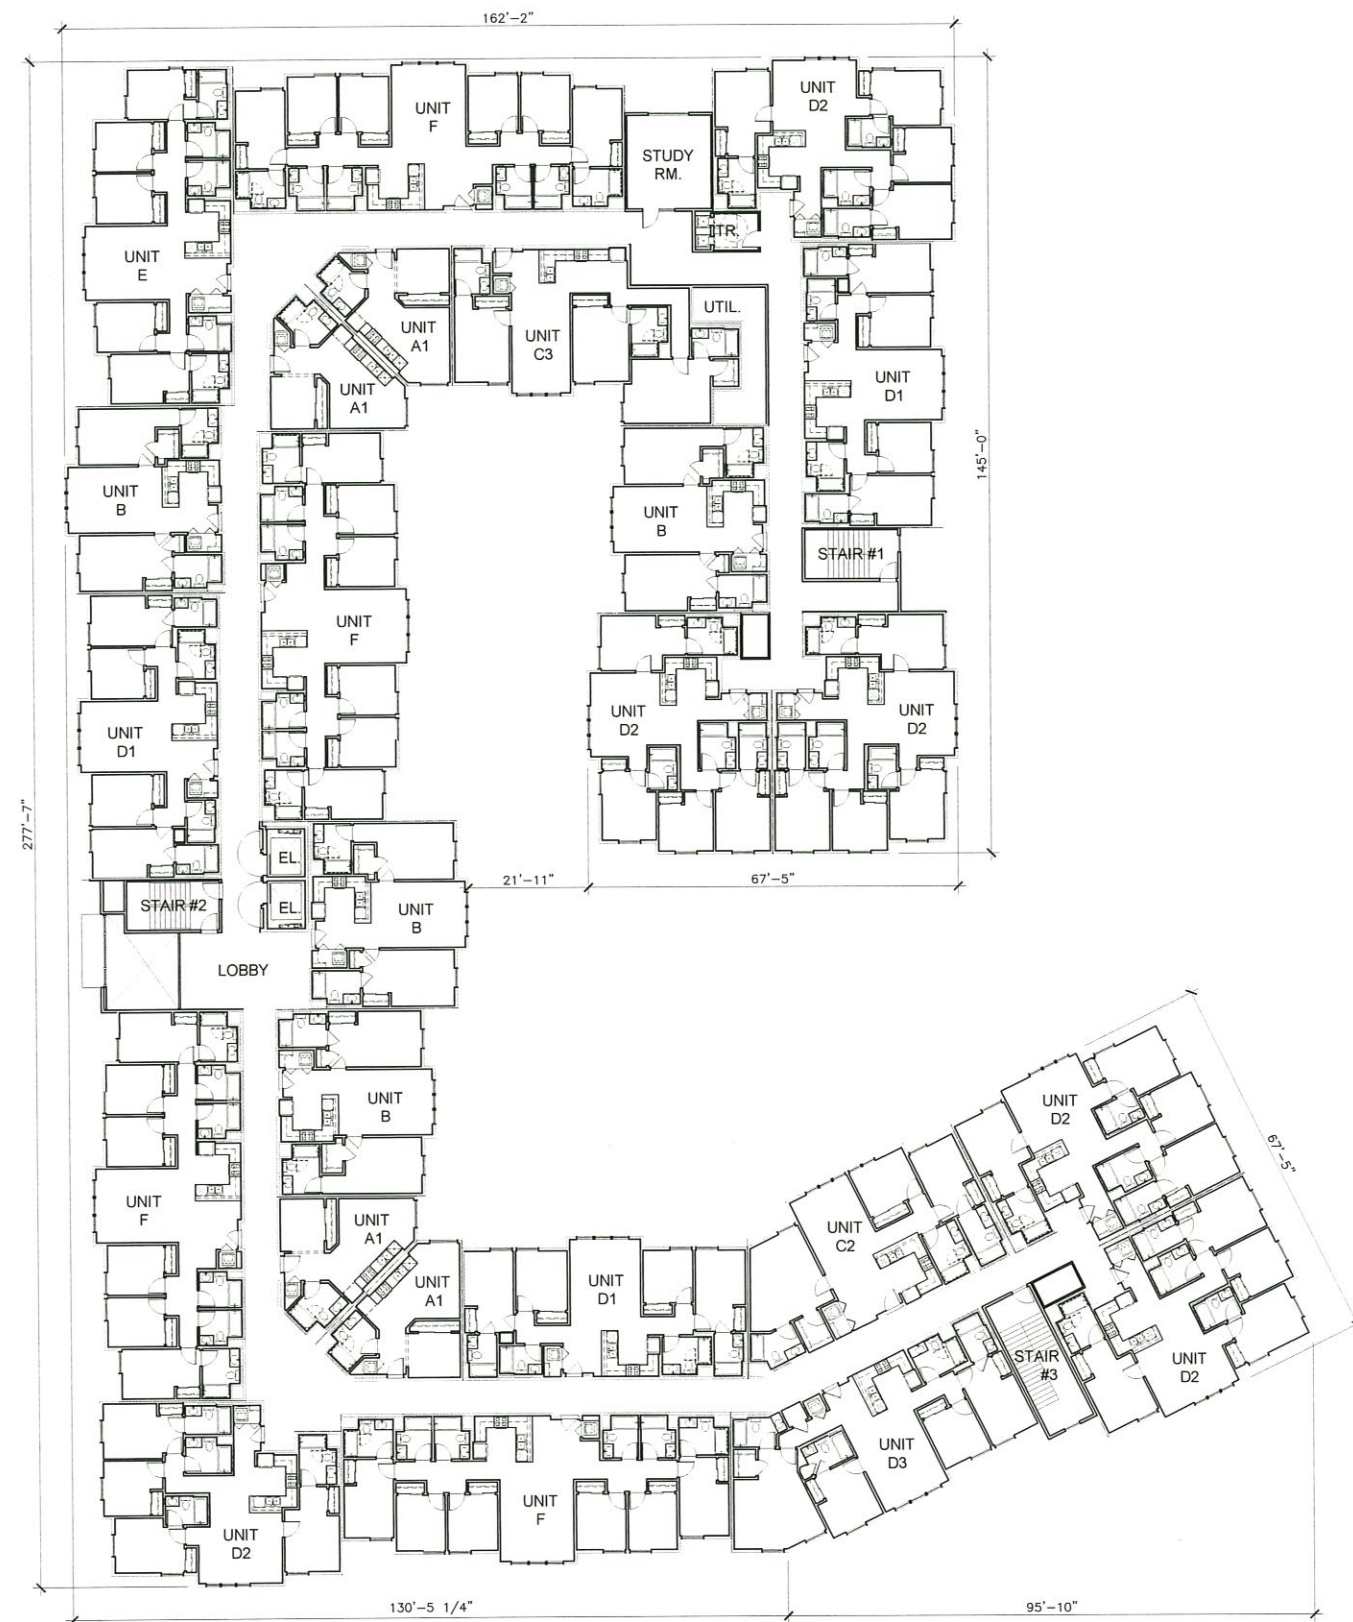 162'-2"
UNIT
F
UNIT
D2
STUDY
RM.
TR.
UNIT
E
UTIL.
UNIT
A1
UNIT
C3
UNIT
A1
UNIT
D1
145'-0"
UNIT
B
UNIT
B
STAIR #1
UNIT
F
UNIT
D1
UNIT
D2
UNIT
D2
277'-7"
EL.
21'-11"
67'-5"
STAIR #2
EL.
UNIT
B
LOBBY
UNIT
B
UNIT
D2
67'-5"
UNIT
F
UNIT
A1
UNIT
C2
UNIT
A1
UNIT
D1
STAIR
#3
UNIT
D2
UNIT
D3
UNIT
F
UNIT
D2
130'-5 1/4"
95'-10"